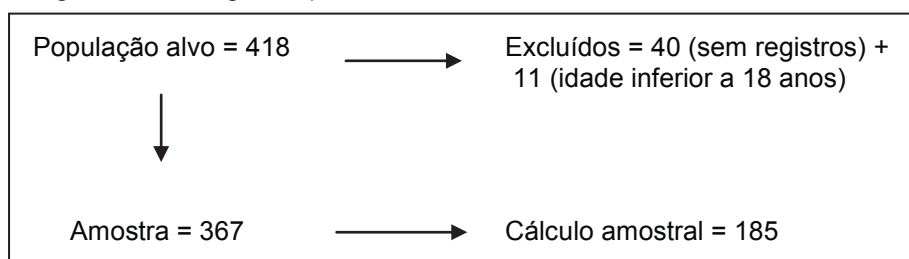 População alvo = 418
Excluídos = 40 (sem registros) +
11 (idade inferior a 18 anos)
Amostra = 367
Cálculo amostral = 185